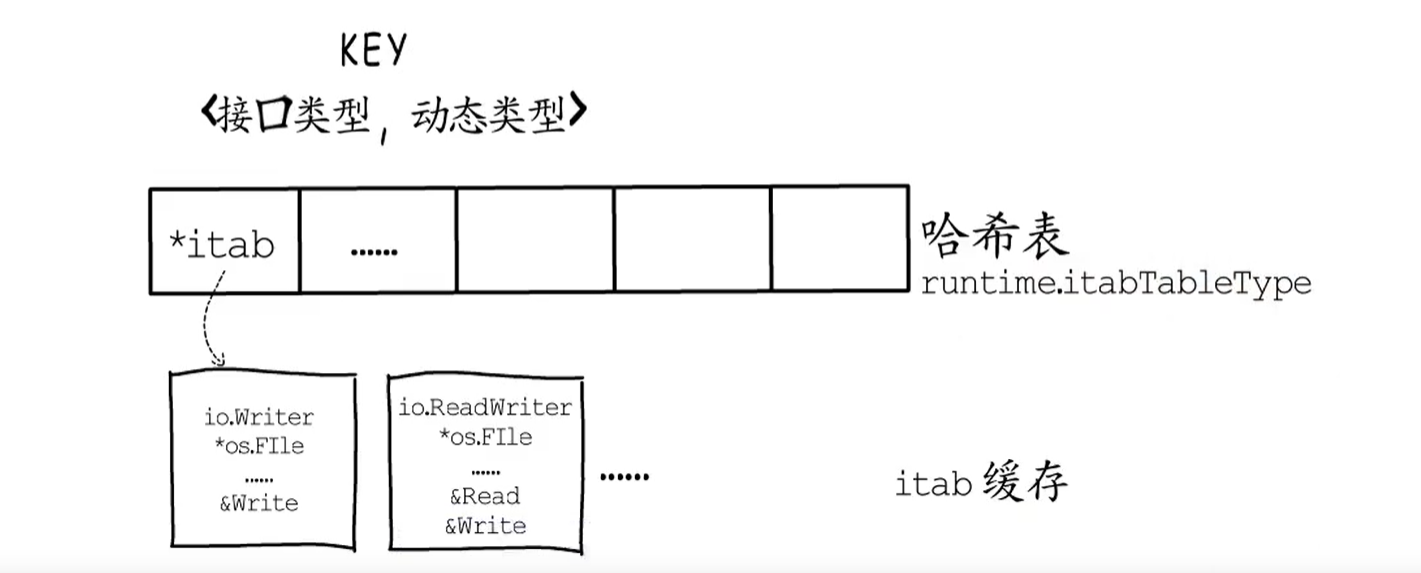 KEY
<接口类型, 动态类型>
*itab
......
哈希表
runtime.itabTableType
io.Writer
*os.FIle
......
&Write
io.ReadWriter
*os.FIle
......
&Read
&Write
......
itab 缓存